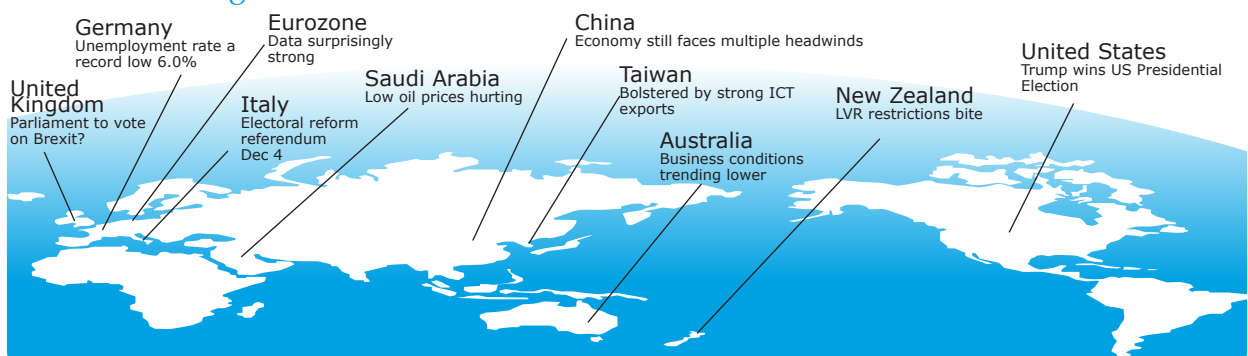 Germany
Unemployment rate a
record low 6.0%
Eurozone
Data surprisingly
strong
China
Economy still faces multiple headwinds
United States
Trump wins US Presidential
Election
United
Kingdom
Parliament to vote
on Brexit?
Italy
Electoral reform
referendum
Dec 4
Saudi Arabia
Low oil prices hurting
Taiwan
Bolstered by strong ICT
exports
New Zealand
LVR restrictions bite
Australia
Business conditions
trending lower